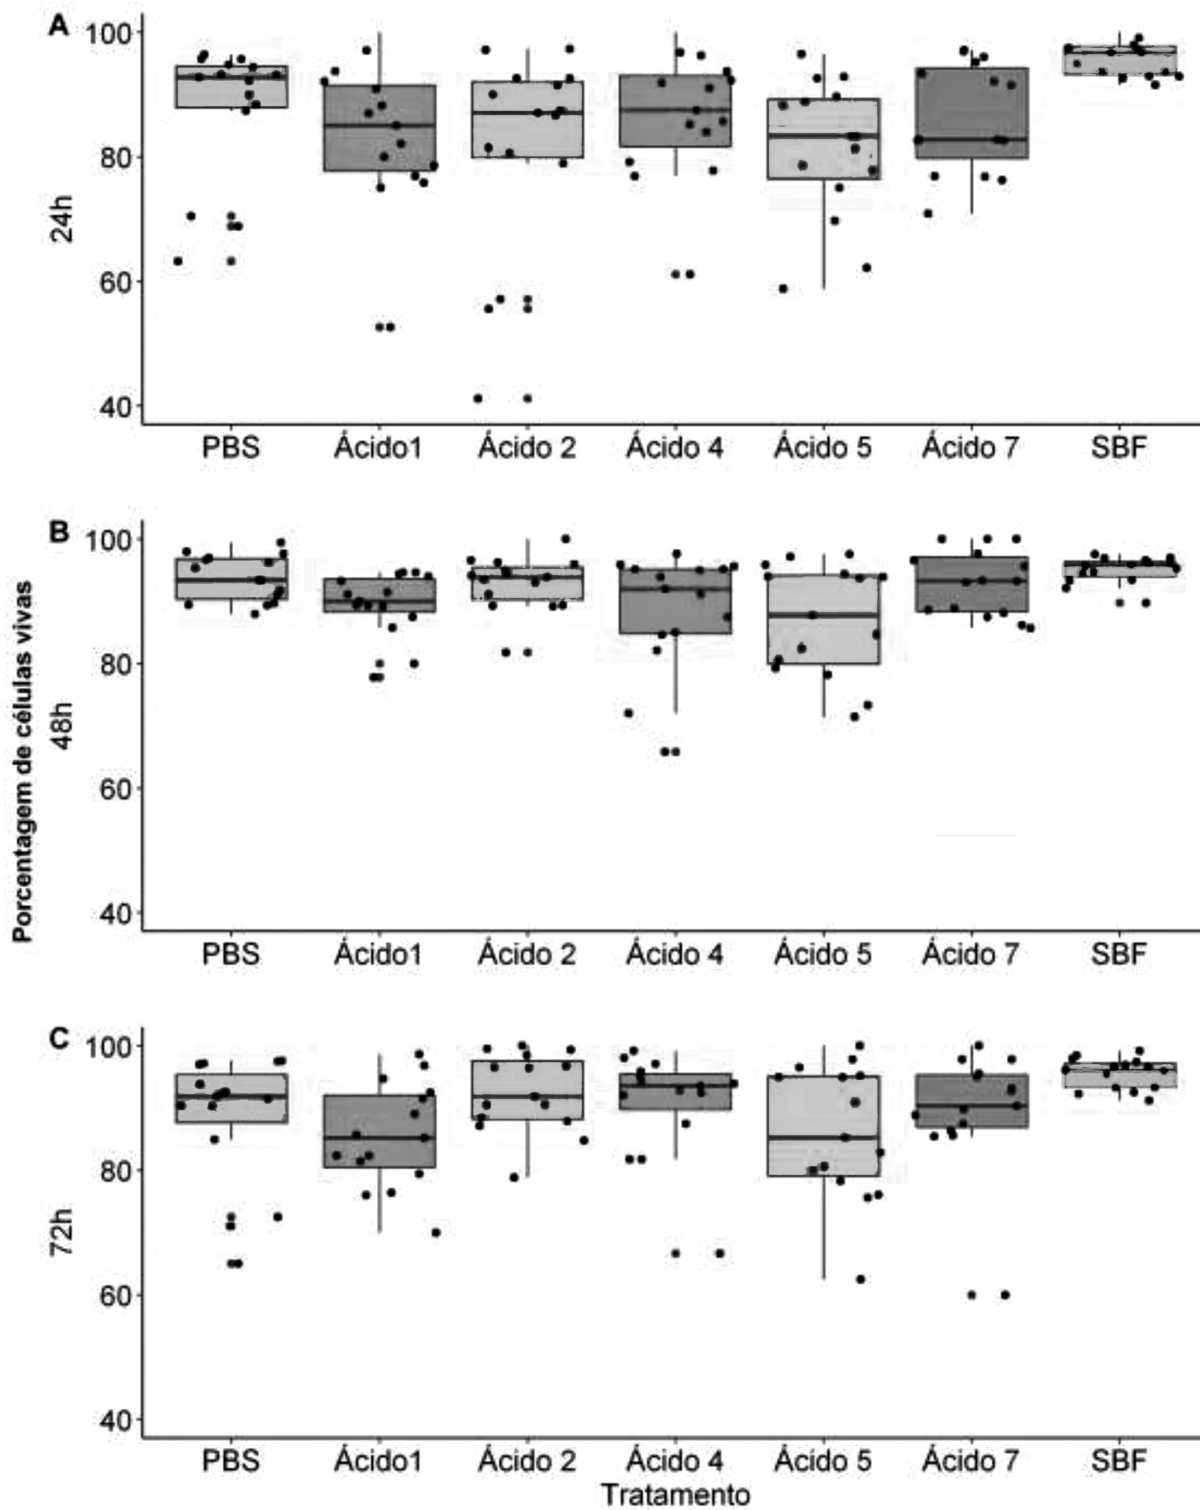 A
100
80
60
40
24h
PBS Ácido1 Ácido 2 Ácido 4 Ácido 5 Ácido 7 SBF
Porcentagem de células vivas
B
100
80
60
40
48h
PBS Ácido1 Ácido 2 Ácido 4 Ácido 5 Ácido 7 SBF
C
100
80
60
40
72h
PBS Ácido1 Ácido 2 Ácido 4 Ácido 5 Ácido 7 SBF
Tratamento